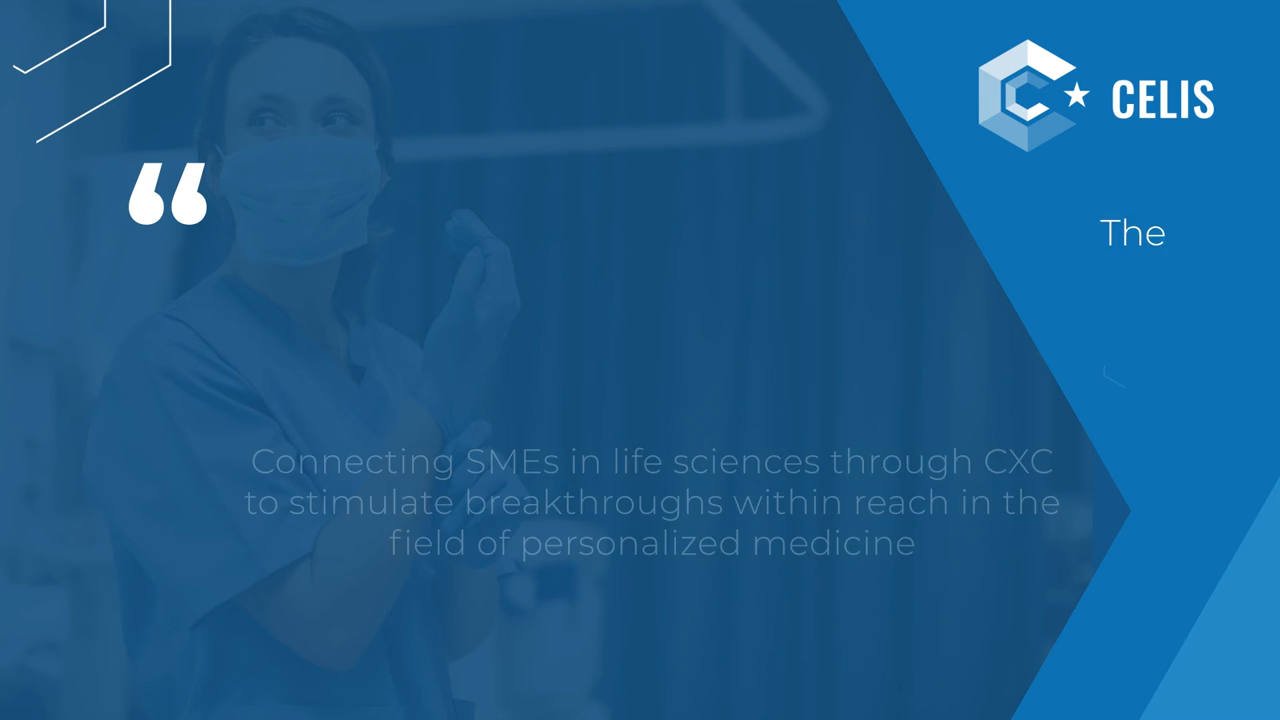 “
CELIS
The
Connecting SMEs in life sciences through CXC
to stimulate breakthroughs within reach in the
field of personalized medicine